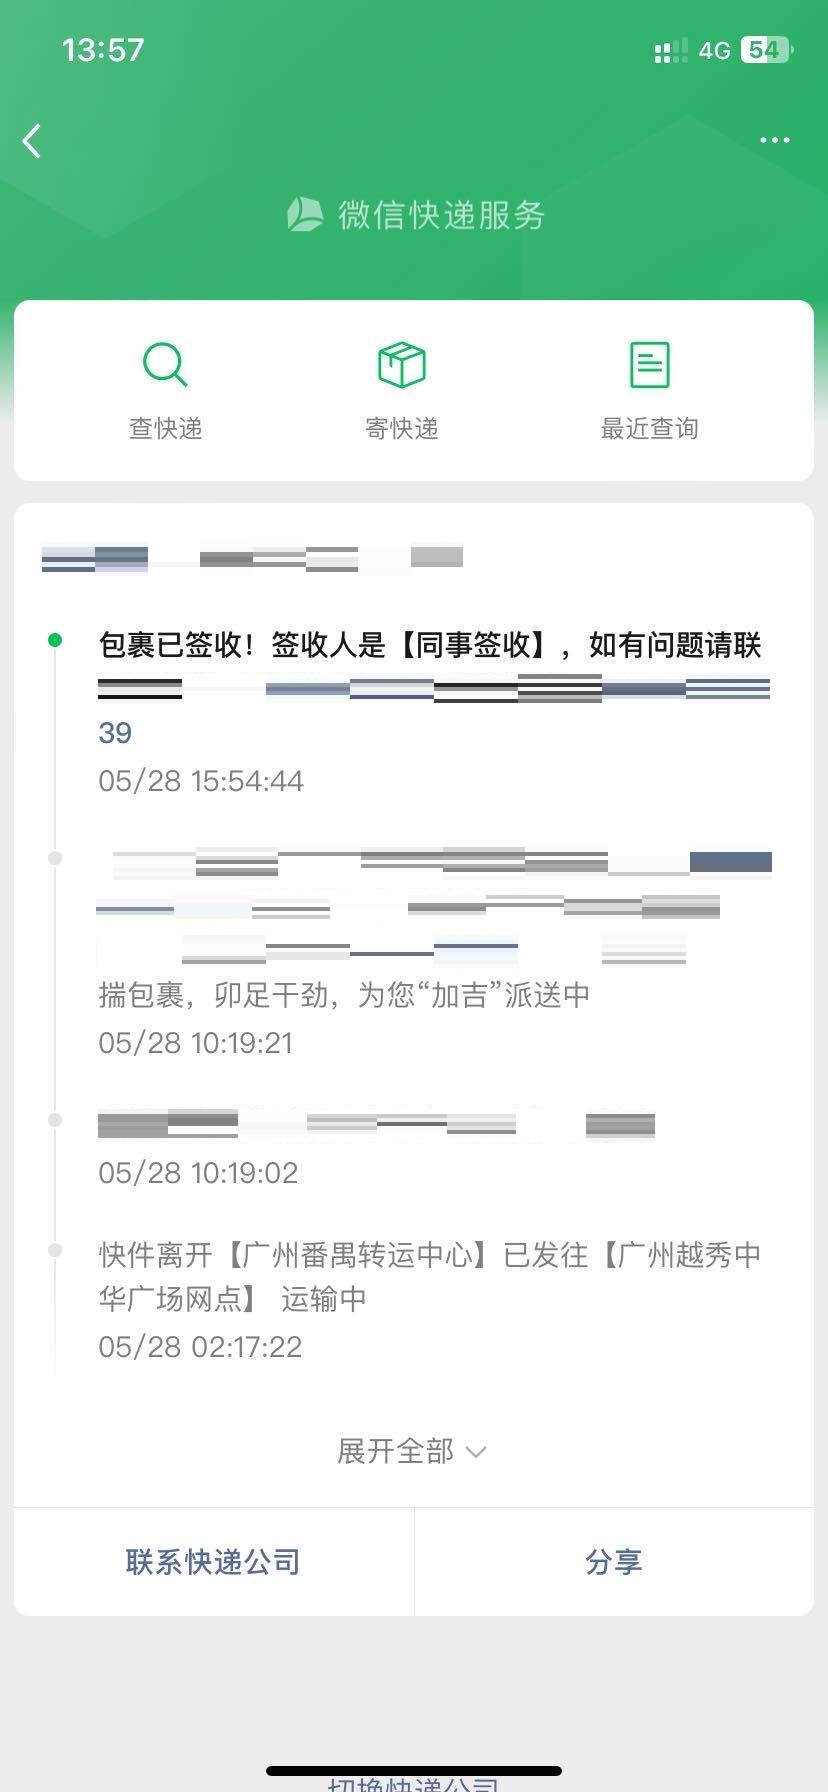 13:57
4G 54
微信快递服务
查快递 寄快递 最近查询
包裹已签收！签收人是【同事签收】，如有问题请联
39
05/28 15:54:44
揣包裹，卯足干劲，为您“加吉”派送中
05/28 10:19:21
05/28 10:19:02
快件离开【广州番禺转运中心】已发往【广州越秀中
华广场网点】 运输中
05/28 02:17:22
展开全部
联系快递公司 分享
切换快递公司